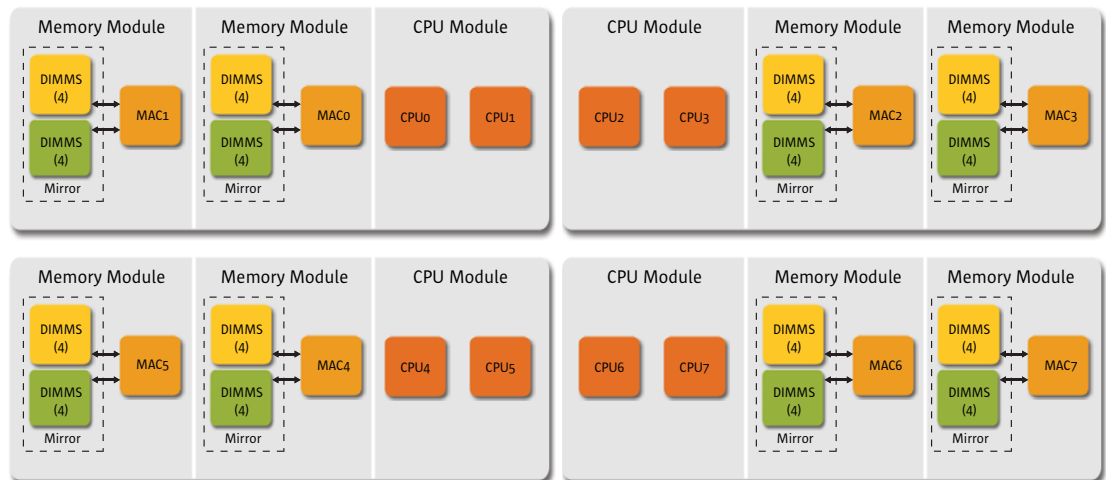 Memory Module Memory Module CPU Module CPU Module Memory Module Memory Module
DIMMS (4) DIMMS (4) DIMMS (4) DIMMS (4)
MAC1 MAC0 CPU0 CPU1 CPU2 CPU3 MAC2 MAC3
DIMMS (4) DIMMS (4) DIMMS (4) DIMMS (4)
Mirror Mirror Mirror Mirror
Memory Module Memory Module CPU Module CPU Module Memory Module Memory Module
DIMMS (4) DIMMS (4) DIMMS (4) DIMMS (4)
MAC5 MAC4 CPU4 CPU5 CPU6 CPU7 MAC6 MAC7
DIMMS (4) DIMMS (4) DIMMS (4) DIMMS (4)
Mirror Mirror Mirror Mirror